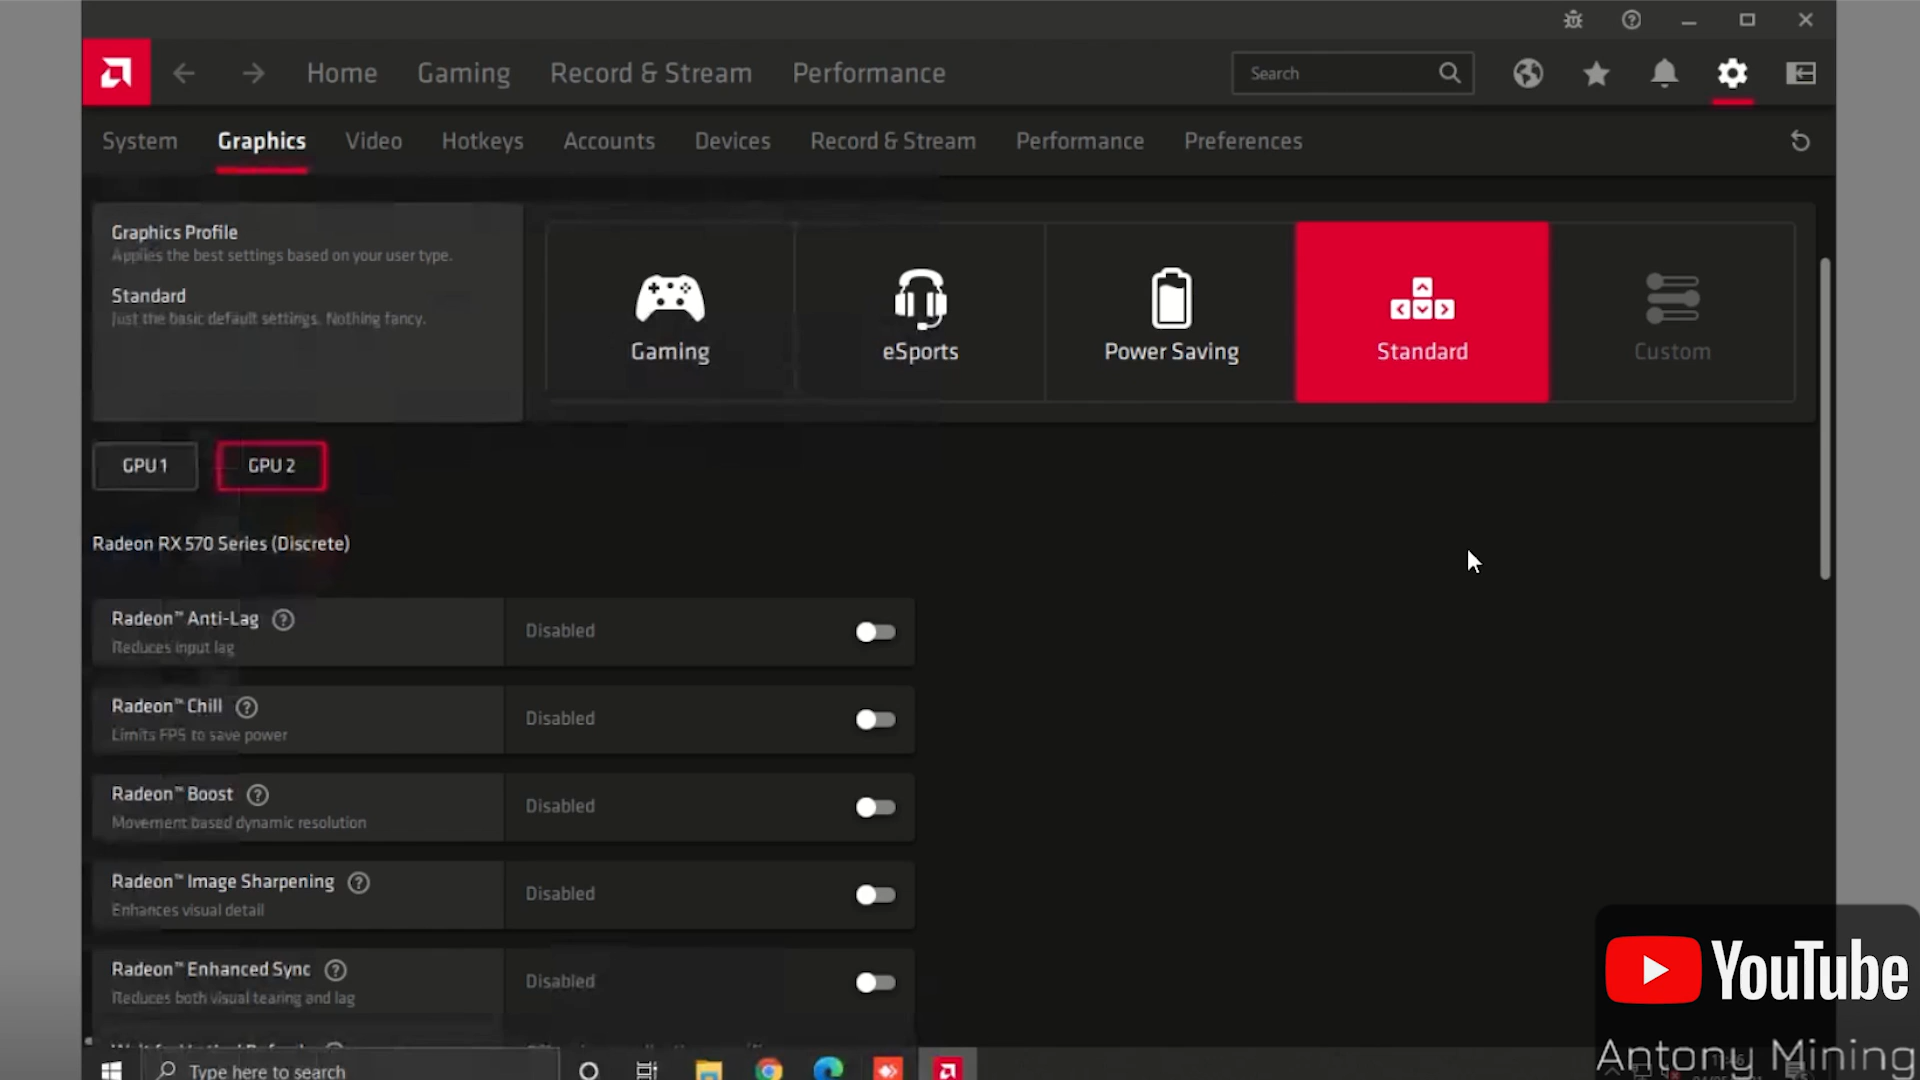 Home Gaming Record & Stream Performance Search
System Graphics Video Hotkeys Accounts Devices Record & Stream Performance Preferences
Graphics Profile
Applies the best settings based on your user type.
Standard
Just the basic default settings. Nothing fancy.
Gaming eSports Power Saving Standard Custom
GPU 1 GPU 2
Radeon RX 570 Series (Discrete)
Radeon™ Anti-Lag
Disabled
Reduces input lag
Radeon™ Chill
Disabled
Limits FPS to save power
Radeon™ Boost
Disabled
Movement based dynamic resolution
Radeon™ Image Sharpening
Disabled
Enhances visual detail
Radeon™ Enhanced Sync
Disabled
Reduces both visual tearing and lag
YouTube
Antony Mining
Type here to search